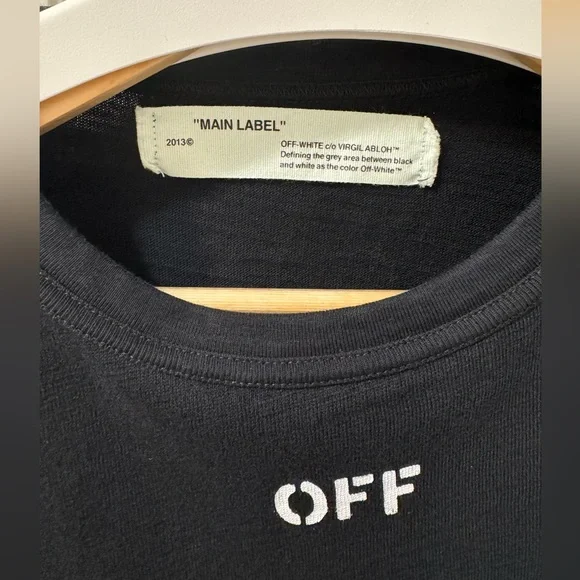 "MAIN LABEL"
2013©
OFF-WHITE c/o VIRGIL ABLOH™
Defining the grey area between black
and white as the color Off-White™
OFF